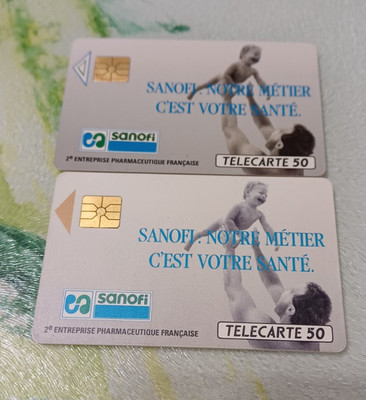 SANOFI : NOTRE MÉTIER
C'EST VOTRE SANTÉ.
sanofi
2e ENTREPRISE PHARMACEUTIQUE FRANÇAISE
TELECARTE 50
SANOFI : NOTRE MÉTIER
C'EST VOTRE SANTÉ.
sanofi
2e ENTREPRISE PHARMACEUTIQUE FRANÇAISE
TELECARTE 50